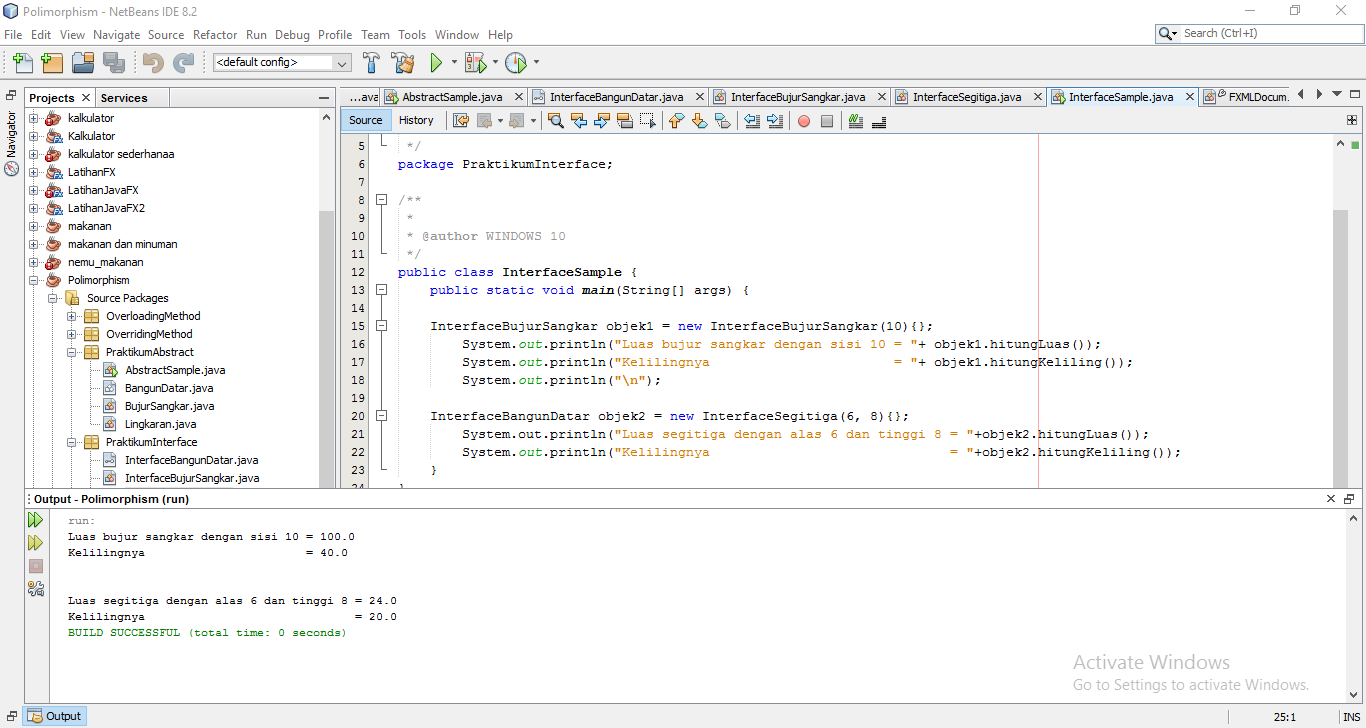 Polimorphism - NetBeans IDE 8.2
File Edit View Navigate Source Refactor Run Debug Profile Team Tools Window Help
Search (Ctrl+I)
<default config>
Projects Services
...ava AbstractSample.java InterfaceBangunDatar.java InterfaceBujurSangkar.java InterfaceSegitiga.java InterfaceSample.java FXMLDocum.
Navigator
kalkulator
Kalkulator
kalkulator sederhanaa
LatihanFX
LatihanJavaFX
LatihanJavaFX2
makanan
makanan dan minuman
nemu_makanan
Polimorphism
Source Packages
OverloadingMethod
OverridingMethod
PraktikumAbstract
AbstractSample.java
BangunDatar.java
BujurSangkar.java
Lingkaran.java
PraktikumInterface
InterfaceBangunDatar.java
InterfaceBujurSangkar.java
Source History
5 */
6 package PraktikumInterface;
7
8 /**
9 *
10 * @author WINDOWS 10
11 */
12 public class InterfaceSample {
13 public static void main(String[] args) {
14
15 InterfaceBujurSangkar objek1 = new InterfaceBujurSangkar(10){};
16 System.out.println("Luas bujur sangkar dengan sisi 10 = "+ objek1.hitungLuas());
17 System.out.println("Kelilingnya = "+ objek1.hitungKeliling());
18 System.out.println("\n");
19
20 InterfaceBangunDatar objek2 = new InterfaceSegitiga(6, 8){};
21 System.out.println("Luas segitiga dengan alas 6 dan tinggi 8 = "+objek2.hitungLuas());
22 System.out.println("Kelilingnya = "+objek2.hitungKeliling());
23 }
24 }
Output - Polimorphism (run)
run:
Luas bujur sangkar dengan sisi 10 = 100.0
Kelilingnya = 40.0
Luas segitiga dengan alas 6 dan tinggi 8 = 24.0
Kelilingnya = 20.0
BUILD SUCCESSFUL (total time: 0 seconds)
Activate Windows
Go to Settings to activate Windows.
Output
25:1 INS